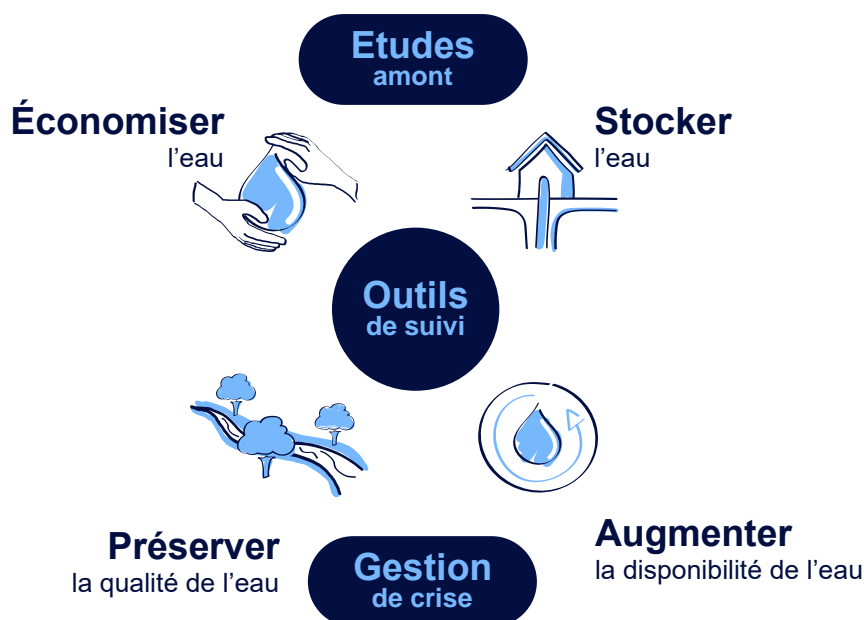 Etudes
amont
Économiser
l’eau
Stocker
l’eau
Outils
de suivi
Préserver
la qualité de l’eau
Gestion
de crise
Augmenter
la disponibilité de l’eau